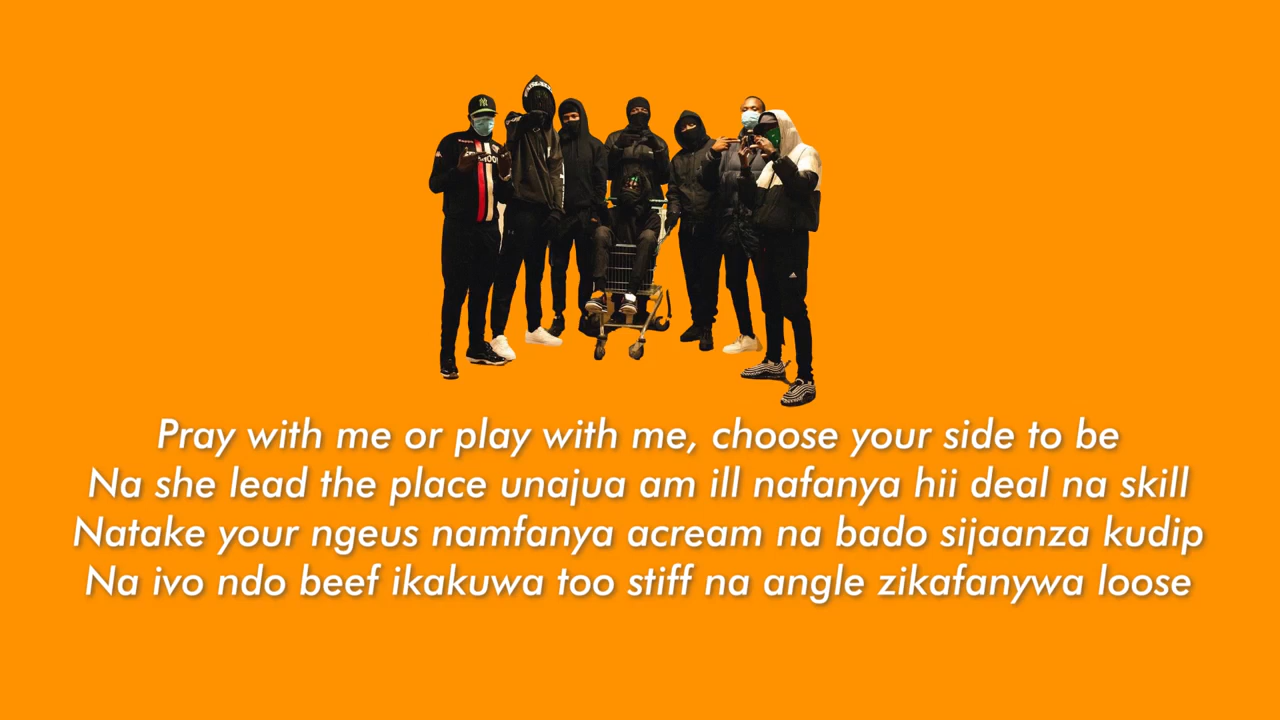 Pray with me or play with me, choose your side to be
Na she lead the place unajua am ill nafanya hii deal na skill
Natake your ngeus namfanya acream na bado sijaanza kudip
Na ivo ndo beef ikakuwa too stiff na angle zikafanywa loose